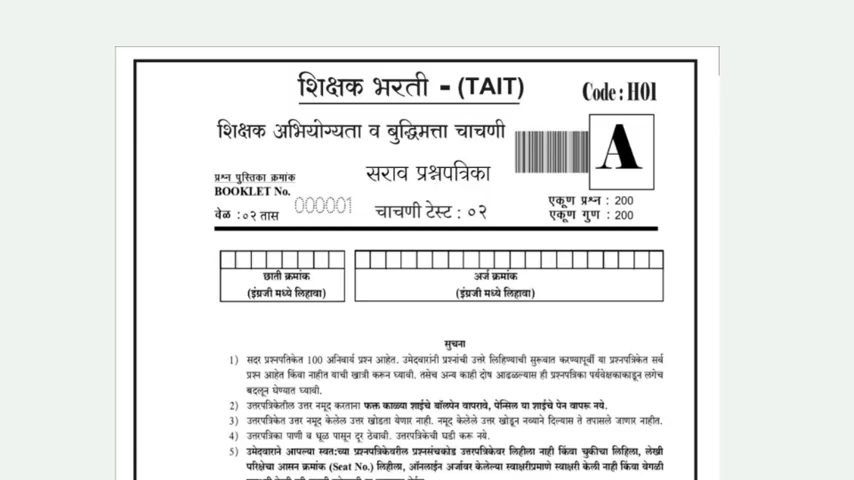 शिक्षक भरती - (TAIT)
Code : H01
शिक्षक अभियोग्यता व बुद्धिमत्ता चाचणी
A
सराव प्रश्नपत्रिका
प्रश्न पुस्तिका क्रमांक
BOOKLET No.
000001
वेळ : ०२ तास
चाचणी टेस्ट : ०२
एकूण प्रश्न : 200
एकूण गुण : 200
छाती क्रमांक
(इंग्रजी मध्ये लिहावा)
अर्ज क्रमांक
(इंग्रजी मध्ये लिहावा)
सुचना
1) सदर प्रश्नपतिकेत 100 अनिवार्य प्रश्न आहेत. उमेदवारांनी प्रश्नांची उत्तरे लिहिण्याची सुरूवात करण्यापूर्वी या प्रश्नपत्रिकेत सर्व
प्रश्न आहेत किंवा नाहीत याची खात्री करून घ्यावी. तसेच अन्य काही दोष आढळल्यास ही प्रश्नपत्रिका पर्यवेक्षकाकाडून लगेच
बदलून घेण्यात घ्यावी.
2) उत्तरपत्रिकेतील उत्तर नमूद करताना फक्त काळ्या शाईचे बॉलपेन वापरावे, पेन्सिल या शाईचे पेन वापरू नये.
3) उत्तरपत्रिकेत उत्तर नमूद केलेल उत्तर खोडता येणार नाही. नमूद केलेले उत्तर खोडून नव्याने दिल्यास ते तपासले जाणार नाहीत.
4) उत्तरपत्रिका पाणी व धूळ पासून दूर ठेवावी. उत्तरपत्रिकेची घडी करू नये.
5) उमेदवाराने आपल्या स्वत:च्या प्रश्नपत्रिकेवरील प्रश्नसंचकोड उत्तरपत्रिकेवर लिहीला नाही किंवा चुकीचा लिहिला, लेखी
परिक्षेचा आसन क्रमांक (Seat No.) लिहीला, ऑनलाईन अर्जावर केलेल्या स्वाक्षरीप्रमाणे स्वाक्षरी केली नाही किंवा वेगळी